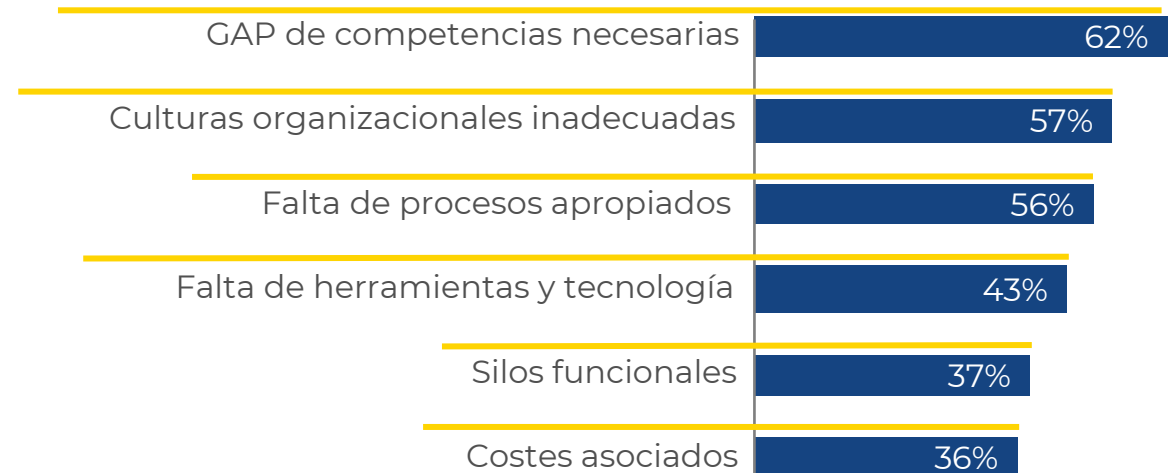 GAP de competencias necesarias 62%
Culturas organizacionales inadecuadas 57%
Falta de procesos apropiados 56%
Falta de herramientas y tecnología 43%
Silos funcionales 37%
Costes asociados 36%